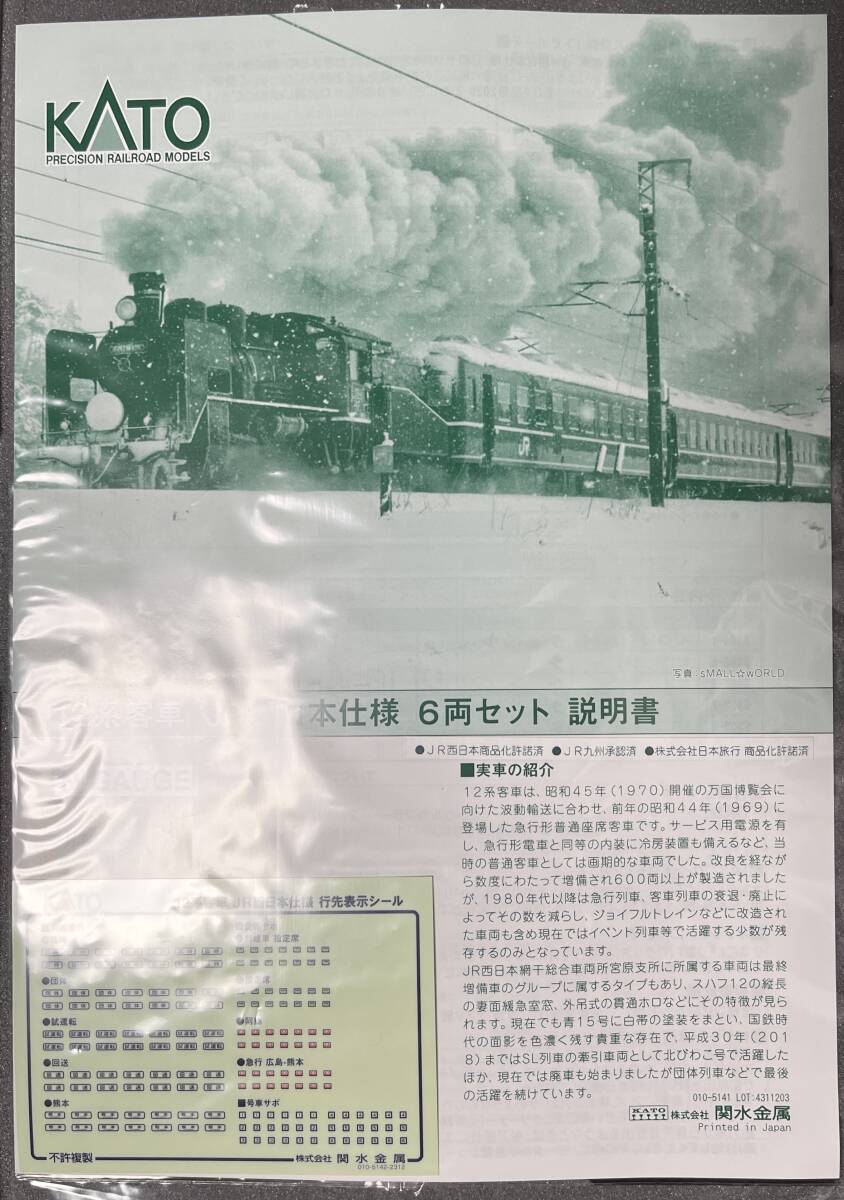 KATO
PRECISION RAILROAD MODELS
JR
写真：sMALL☆wORLD
本仕様 6両セット 説明書
●JR西日本商品化許諾済 ●JR九州承認済 ●株式会社日本旅行 商品化許諾済
■実車の紹介
12系客車は、昭和45年(1970)開催の万国博覧会に
向けた波動輸送に合わせ、前年の昭和44年(1969)に
登場した急行形普通座席客車です。サービス用電源を有
し、急行形電車と同等の内装に冷房装置も備えるなど、当
時の普通客車としては画期的な車両でした。改良を経なが
ら数度にわたって増備され600両以上が製造されました
が、1980年代以降は急行列車、客車列車の衰退・廃止に
よってその数を減らし、ジョイフルトレインなどに改造され
た車両も含め現在ではイベント列車等で活躍する少数が残
存するのみとなっています。
JR西日本網干総合車両所宮原支所に所属する車両は最終
増備車のグループに属するタイプもあり、スハフ12の縦長
の妻面緩急室窓、外吊式の貫通ホロなどにその特徴が見ら
れます。現在でも青15号に白帯の塗装をまとい、国鉄時
代の面影を色濃く残す貴重な存在で、平成30年(201
8)まではSL列車の牽引車両として北びわこ号で活躍した
ほか、現在では廃車も始まりましたが団体列車などで最後
の活躍を続けています。
010-5141 LOT:4311203
KATO 株式会社 関水金属
Printed in Japan
KATO
JR西日本仕様 行先表示シール
指定席
●団体
●試運転
●回送
●急行 広島-熊本
●熊本
■号車サボ
不許複製
株式会社 関水金属
010-5142-2312